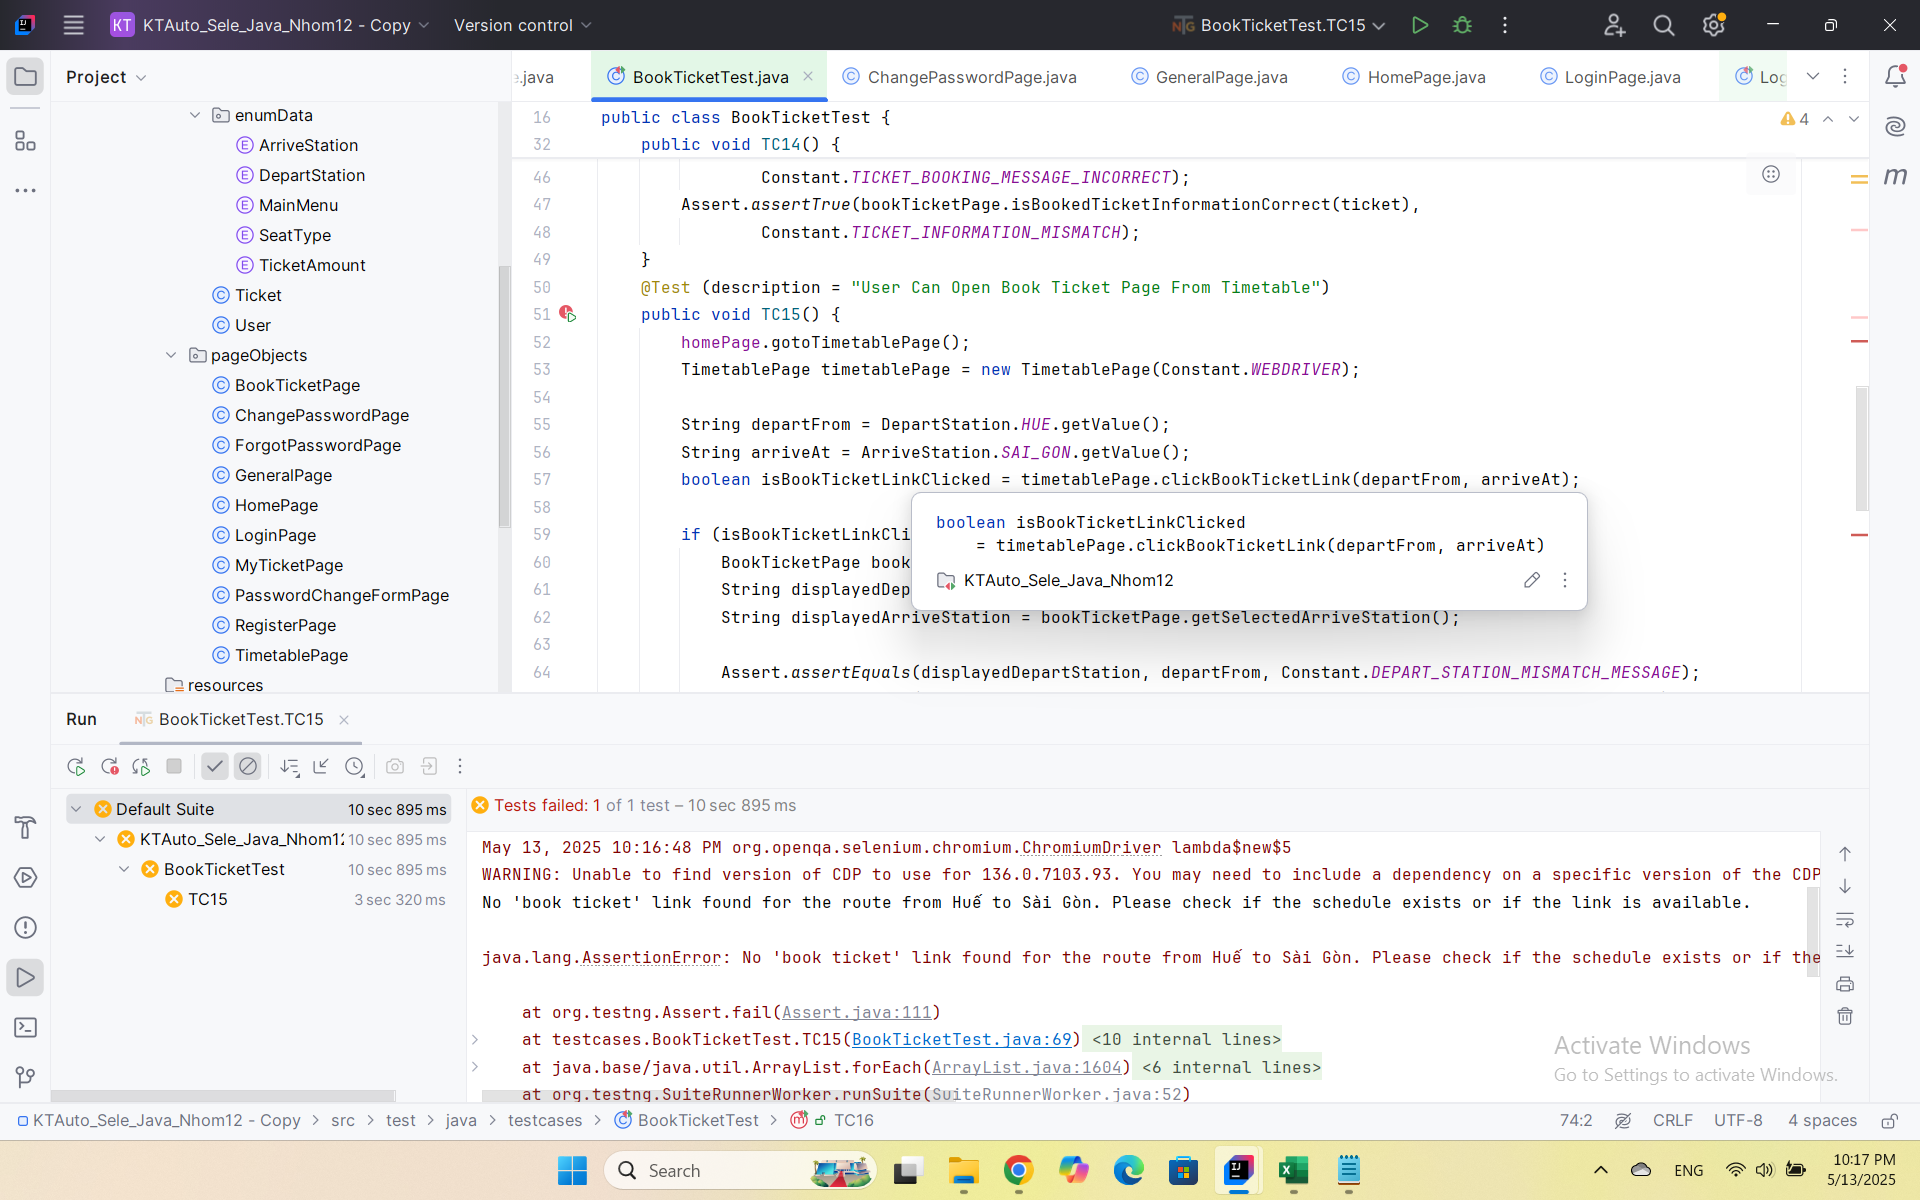 KT KTAuto_Sele_Java_Nhom12 - Copy Version control BookTicketTest.TC15
Project
.java BookTicketTest.java ChangePasswordPage.java GeneralPage.java HomePage.java LoginPage.java Log
enumData
ArriveStation
DepartStation
MainMenu
SeatType
TicketAmount
Ticket
User
pageObjects
BookTicketPage
ChangePasswordPage
ForgotPasswordPage
GeneralPage
HomePage
LoginPage
MyTicketPage
PasswordChangeFormPage
RegisterPage
TimetablePage
resources
4
16 public class BookTicketTest {
32 public void TC14() {
46 Constant.TICKET_BOOKING_MESSAGE_INCORRECT);
47 Assert.assertTrue(bookTicketPage.isBookedTicketInformationCorrect(ticket),
48 Constant.TICKET_INFORMATION_MISMATCH);
49 }
50 @Test (description = "User Can Open Book Ticket Page From Timetable")
51 public void TC15() {
52 homePage.gotoTimetablePage();
53 TimetablePage timetablePage = new TimetablePage(Constant.WEBDRIVER);
54
55 String departFrom = DepartStation.HUE.getValue();
56 String arriveAt = ArriveStation.SAI_GON.getValue();
57 boolean isBookTicketLinkClicked = timetablePage.clickBookTicketLink(departFrom, arriveAt);
58
59 if (isBookTicketLinkCli
60 BookTicketPage book
61 String displayedDep
62 String displayedArriveStation = bookTicketPage.getSelectedArriveStation();
63
64 Assert.assertEquals(displayedDepartStation, departFrom, Constant.DEPART_STATION_MISMATCH_MESSAGE);
boolean isBookTicketLinkClicked
= timetablePage.clickBookTicketLink(departFrom, arriveAt)
KTAuto_Sele_Java_Nhom12
Run BookTicketTest.TC15
Default Suite 10 sec 895 ms
KTAuto_Sele_Java_Nhom12 10 sec 895 ms
BookTicketTest 10 sec 895 ms
TC15 3 sec 320 ms
Tests failed: 1 of 1 test – 10 sec 895 ms
May 13, 2025 10:16:48 PM org.openqa.selenium.chromium.ChromiumDriver lambda$new$5
WARNING: Unable to find version of CDP to use for 136.0.7103.93. You may need to include a dependency on a specific version of the CDP
No 'book ticket' link found for the route from Huế to Sài Gòn. Please check if the schedule exists or if the link is available.
java.lang.AssertionError: No 'book ticket' link found for the route from Huế to Sài Gòn. Please check if the schedule exists or if the
at org.testng.Assert.fail(Assert.java:111)
at testcases.BookTicketTest.TC15(BookTicketTest.java:69) <10 internal lines>
at java.base/java.util.ArrayList.forEach(ArrayList.java:1604) <6 internal lines>
at org.testng.SuiteRunnerWorker.runSuite(SuiteRunnerWorker.java:52)
Activate Windows
Go to Settings to activate Windows.
KTAuto_Sele_Java_Nhom12 - Copy > src > test > java > testcases > BookTicketTest > TC16 74:2 CRLF UTF-8 4 spaces
Search
ENG
10:17 PM
5/13/2025